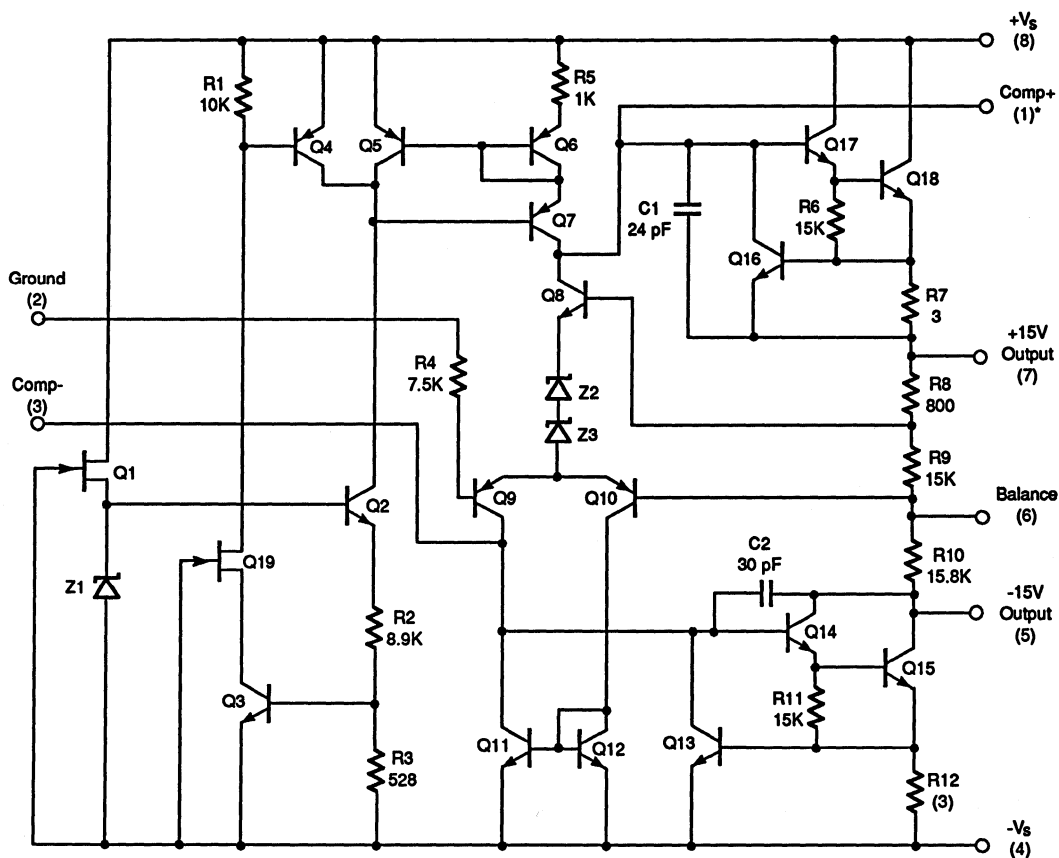 +Vs
(8)
R1
10K
R5
1K
Comp+
(1)*
Q4
Q5
Q6
Q17
Q18
Q7
C1
24 pF
R6
15K
Q16
Ground
(2)
Q8
R7
3
+15V
Output
(7)
R4
7.5K
Comp-
(3)
Z2
Z3
R8
800
Q1
R9
15K
Q2
Q9
Q10
Balance
(6)
Q19
C2
30 pF
R10
15.8K
Z1
-15V
Output
(5)
R2
8.9K
Q14
Q15
Q3
R11
15K
Q11
Q12
Q13
R3
528
R12
(3)
-Vs
(4)